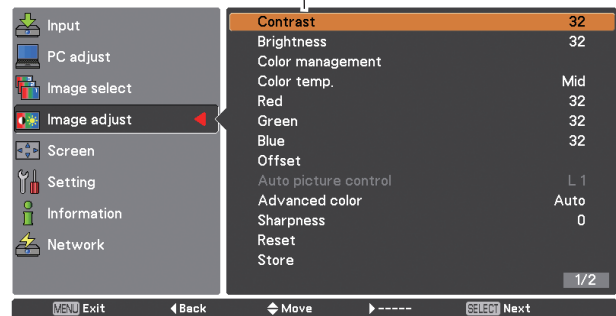 Input
PC adjust
Image select
Image adjust
Screen
Setting
Information
Network
Contrast 32
Brightness 32
Color management
Color temp. Mid
Red 32
Green 32
Blue 32
Offset
Auto picture control L 1
Advanced color Auto
Sharpness 0
Reset
Store
1/2
MENU Exit Back Move ----- SELECT Next